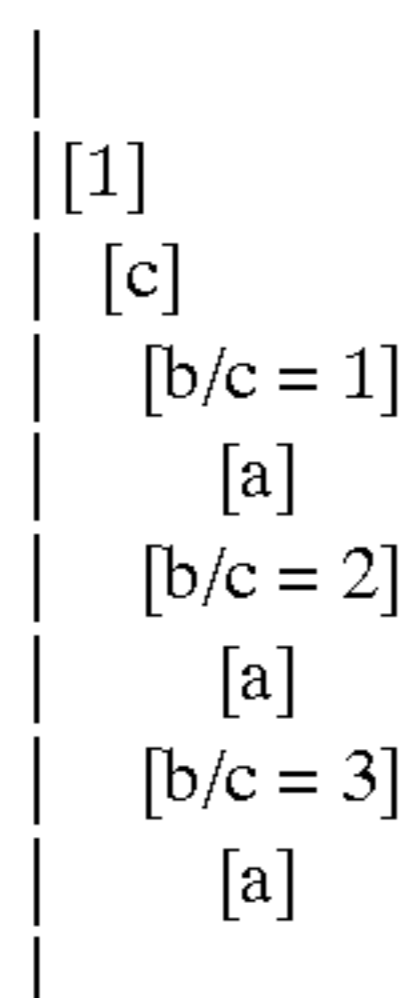 |
| [1]
| [c]
| [b/c = 1]
| [a]
| [b/c = 2]
| [a]
| [b/c = 3]
| [a]
|